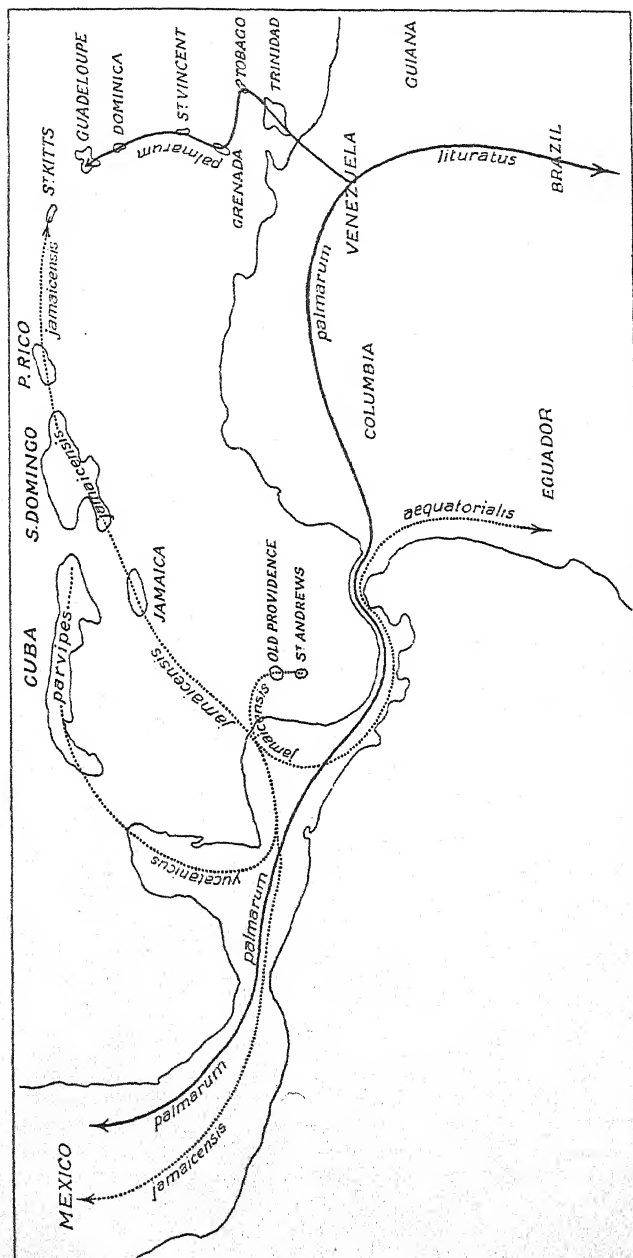 MEXICO
CUBA
S. DOMINGO
P. RICO
ST. KITTS
GUADELOUPE
DOMINICA
ST. VINCENT
TOBAGO
TRINIDAD
GRENADA
GUIANA
JAMAICA
OLD PROVIDENCE
ST. ANDREWS
VENEZUELA
COLUMBIA
BRAZIL
EGUADOR
palmarum
jamaicensis
palmarum
yucatanicus
parvipes
jamaicensis
jamaicensis
jamaicensis
jamaicensis
palmarum
palmarum
lituratus
aequatorialis